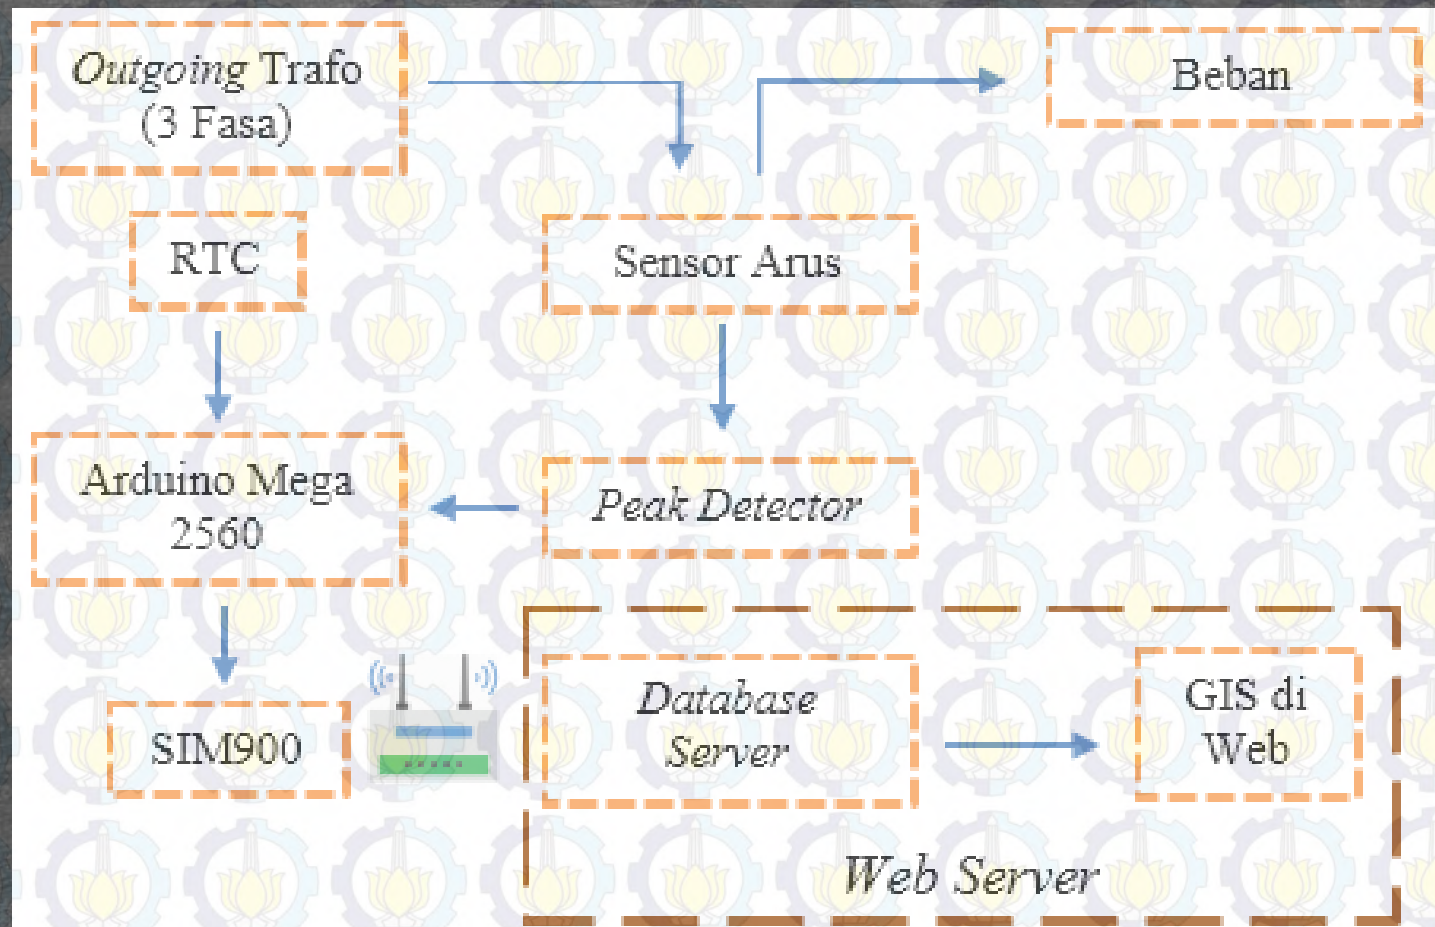 Outgoing Trafo
(3 Fasa)
Beban
RTC
Sensor Arus
Arduino Mega
2560
Peak Detector
SIM900
Database
Server
GIS di
Web
Web Server